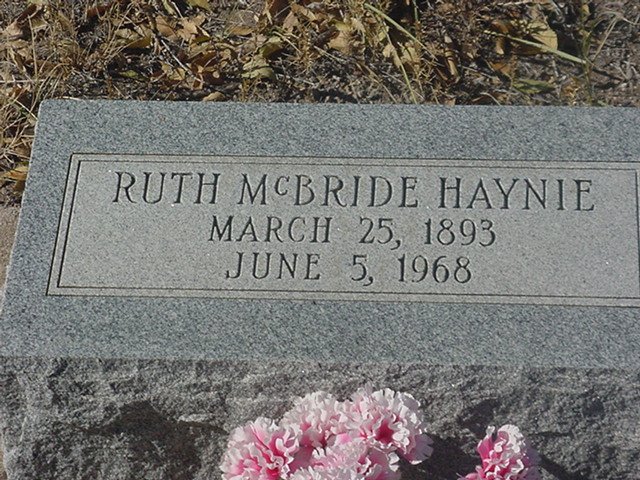 RUTH McBRIDE HAYNIE
MARCH 25, 1893
JUNE 5, 1968